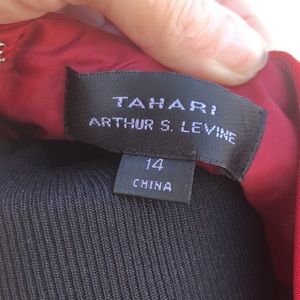 TAHARI
ARTHUR S. LEVINE
14
CHINA